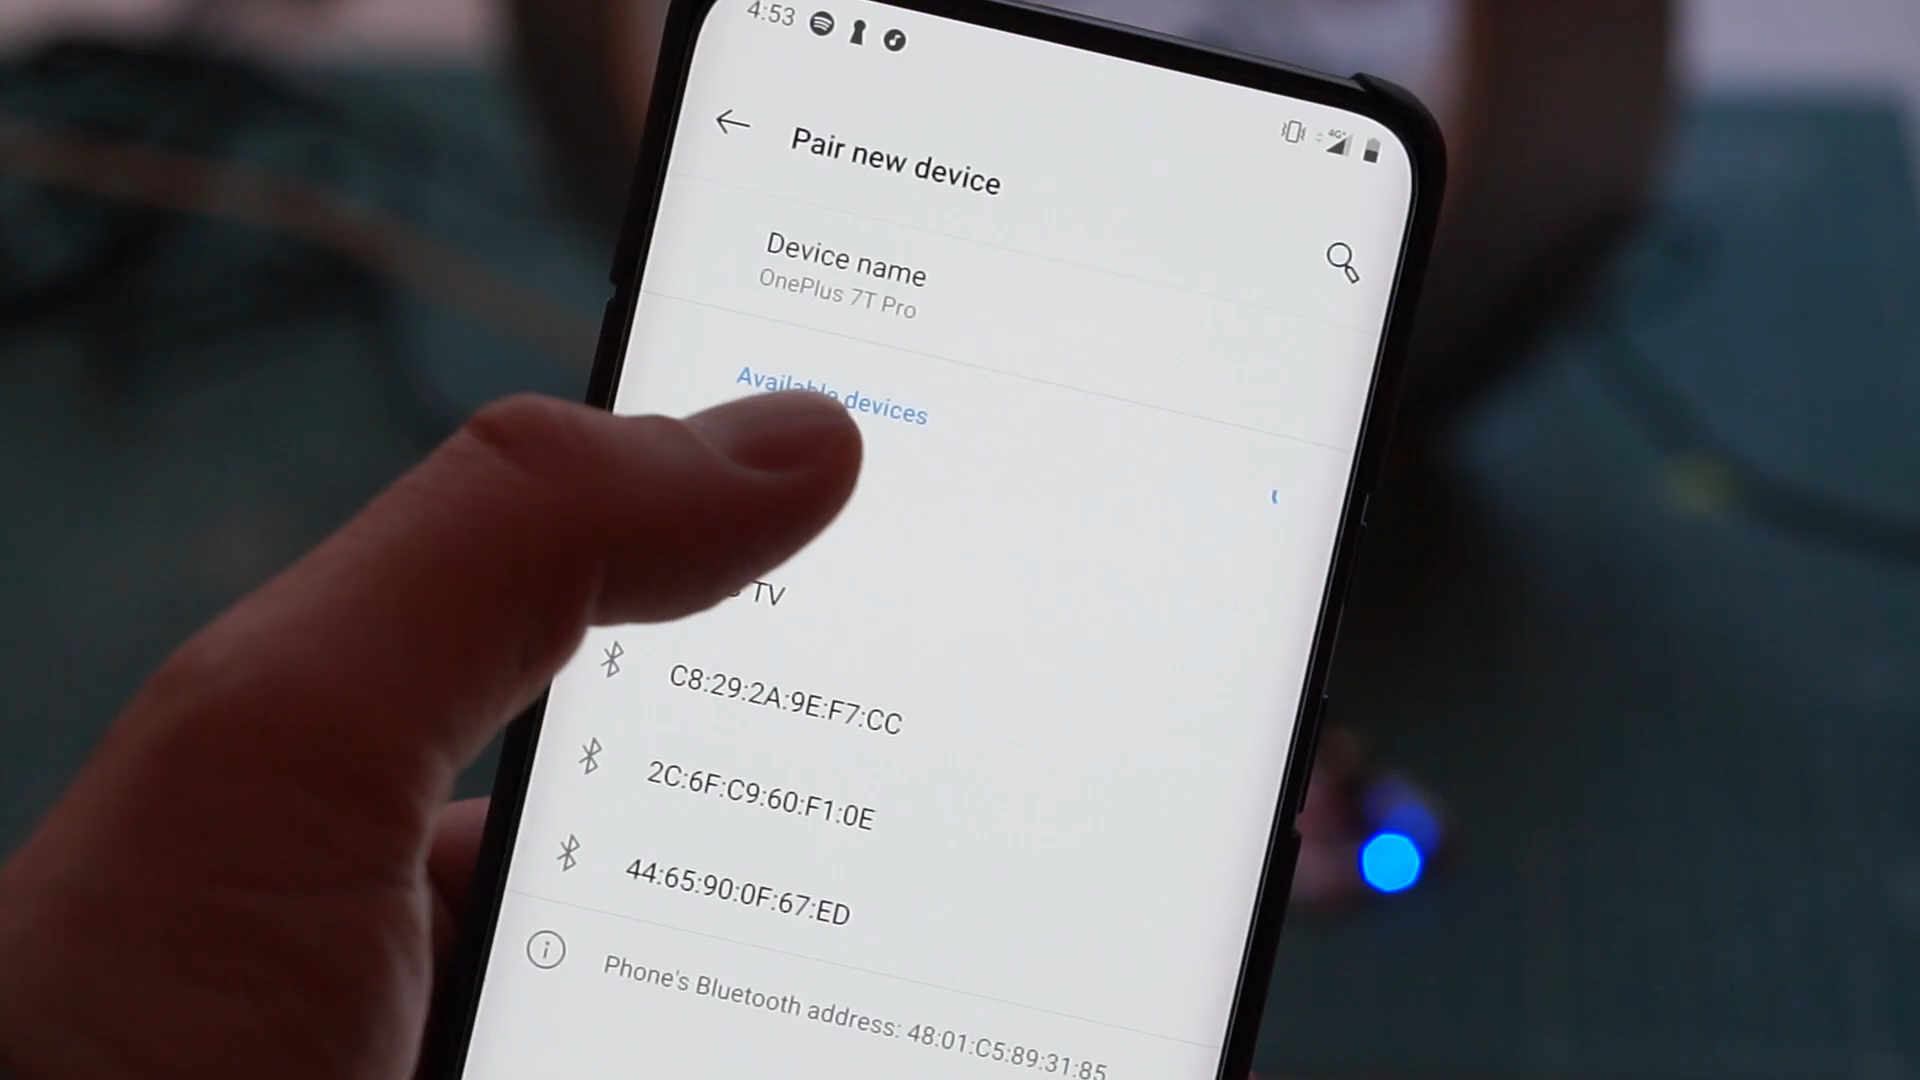 4:53
4G+
Pair new device
Device name
OnePlus 7T Pro
Available devices
TV
C8:29:2A:9E:F7:CC
2C:6F:C9:60:F1:0E
44:65:90:0F:67:ED
Phone's Bluetooth address: 48:01:C5:89:31:85